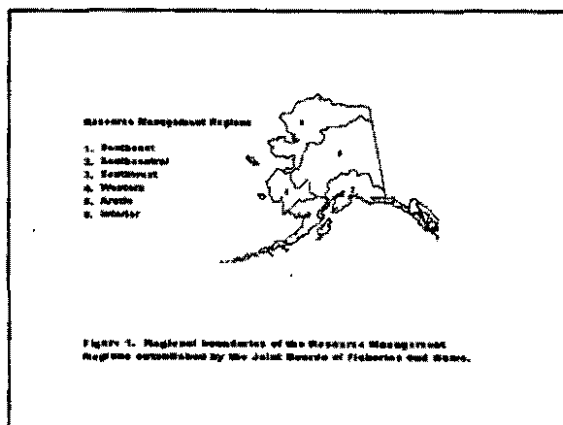 Resource Management Regions
1. Southeast
2. Southcentral
3. Southwest
4. Western
5. Arctic
6. Interior
2
Figure 1. Regional boundaries of the Resource Management
Regions established by the Joint Boards of Fisheries and Game.